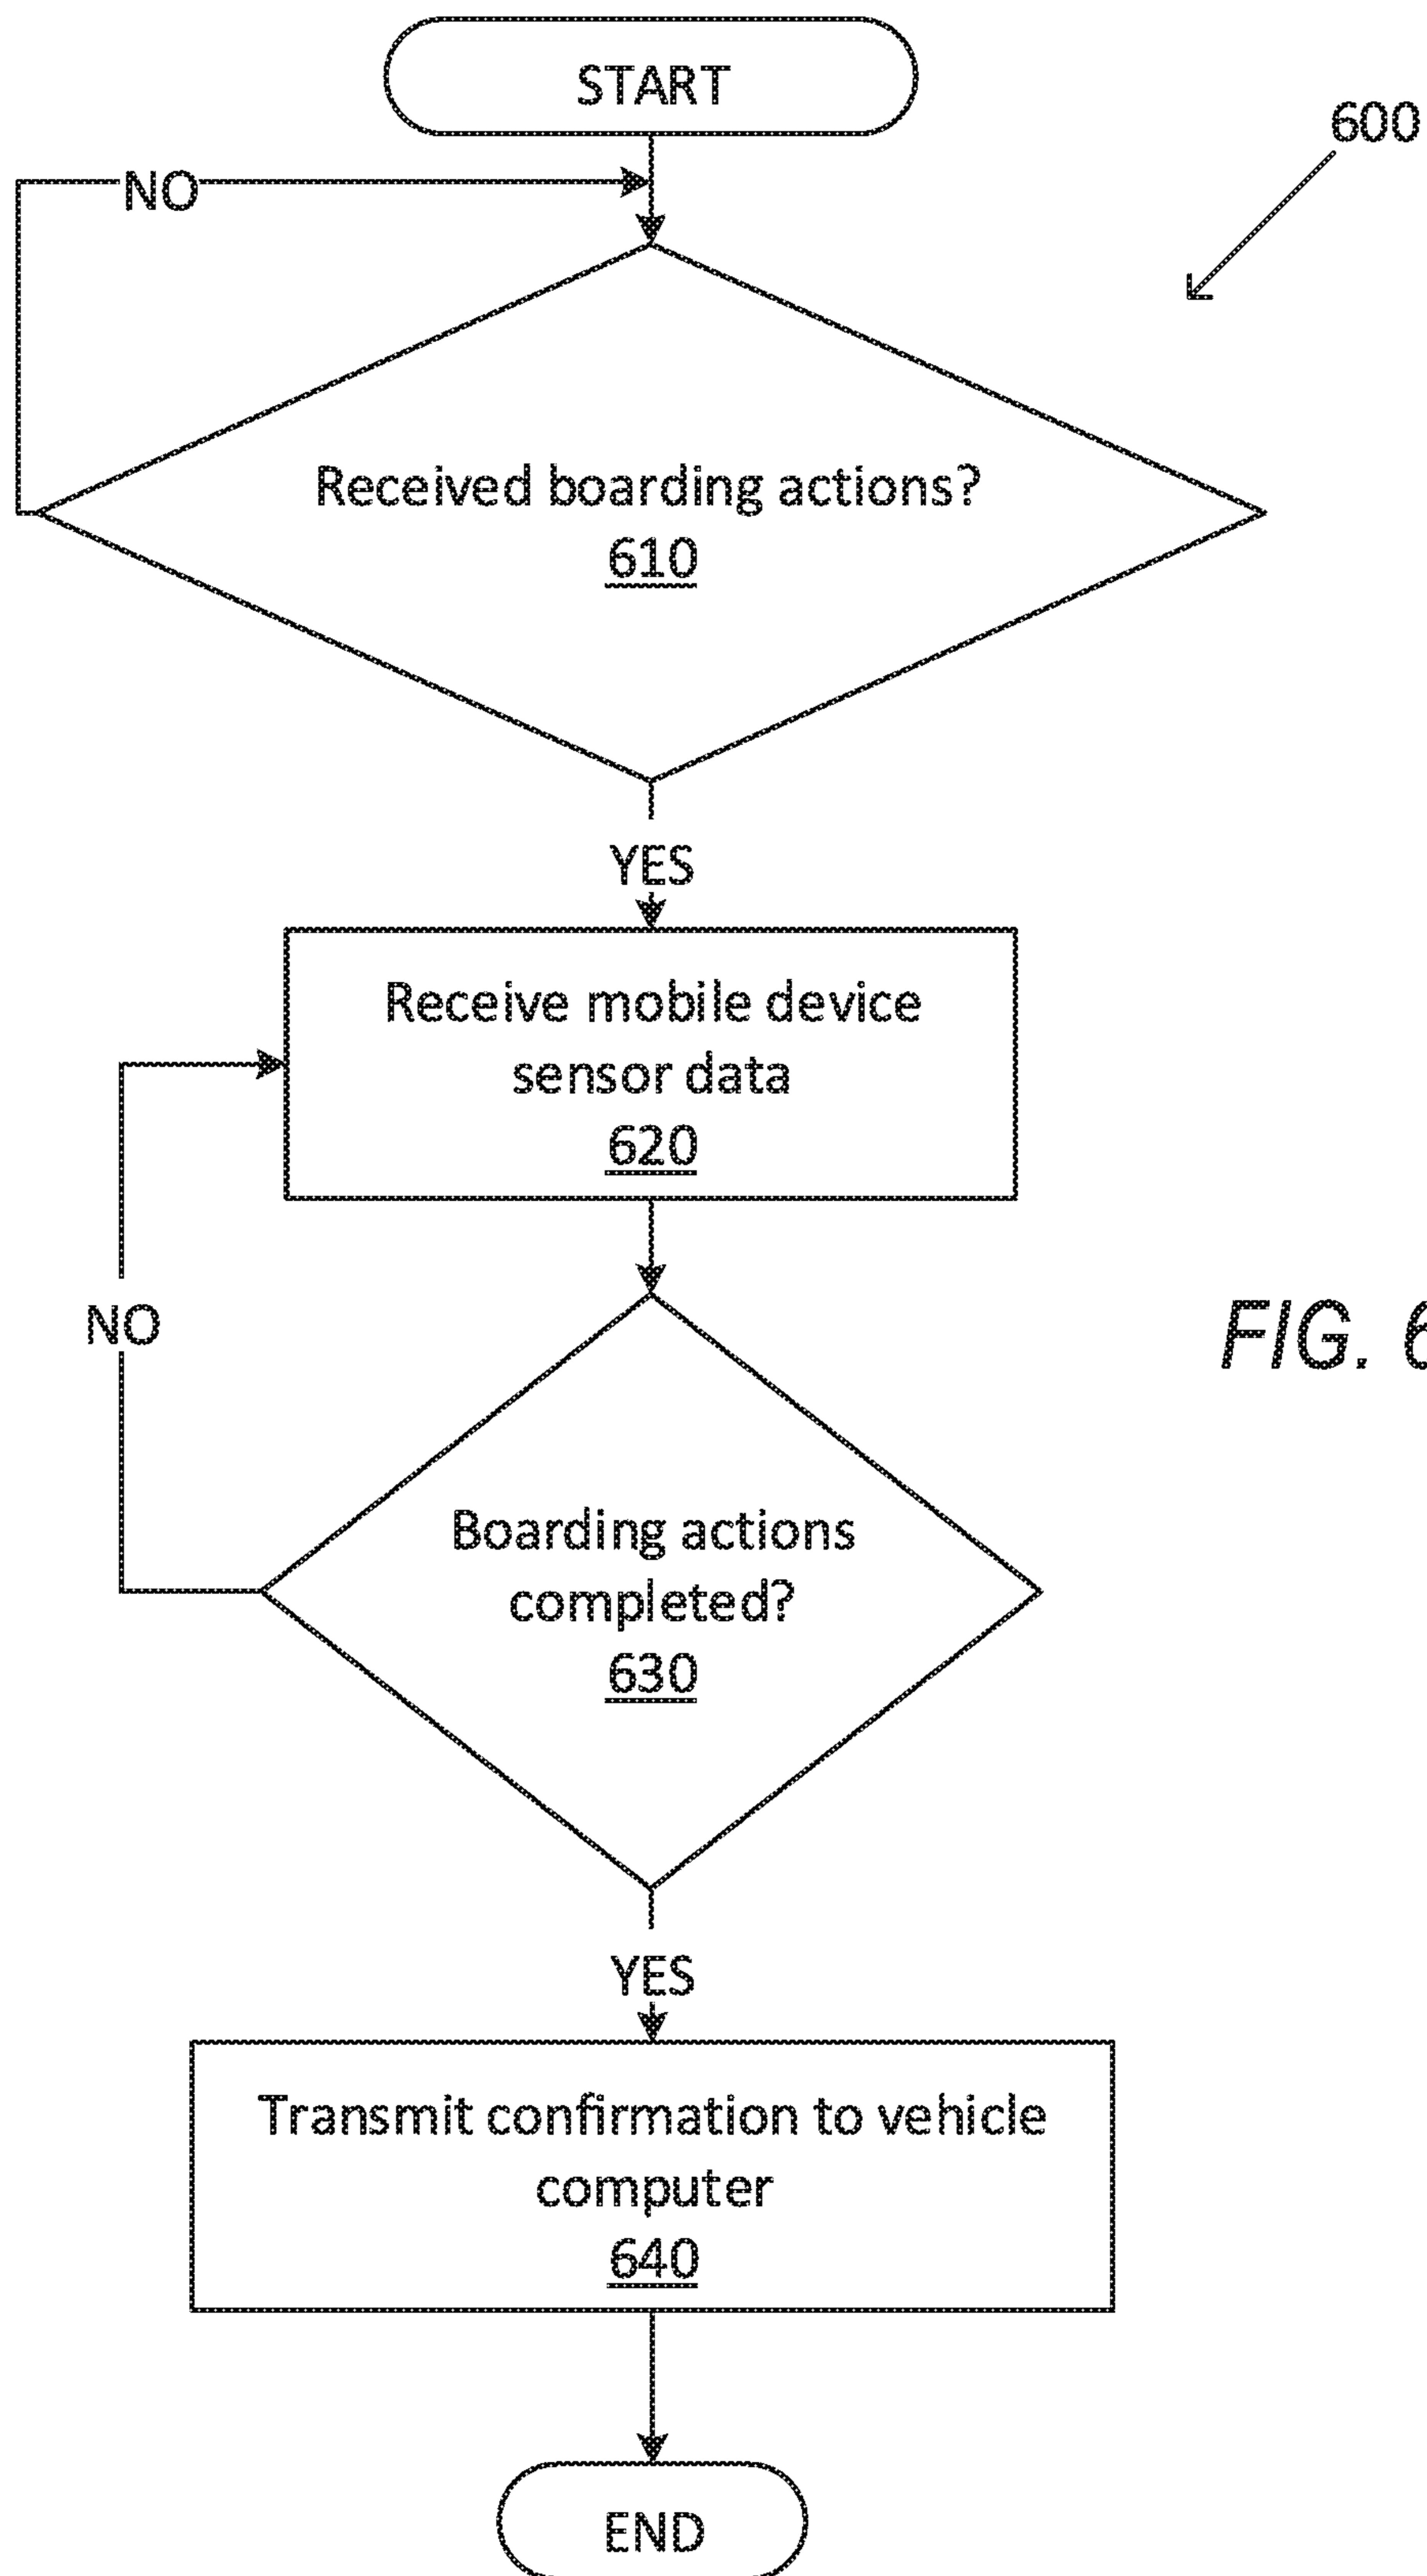 START
600
NO
Received boarding actions?
610
YES
Receive mobile device
sensor data
620
NO
FIG. 6
Boarding actions
completed?
630
YES
Transmit confirmation to vehicle
computer
640
END